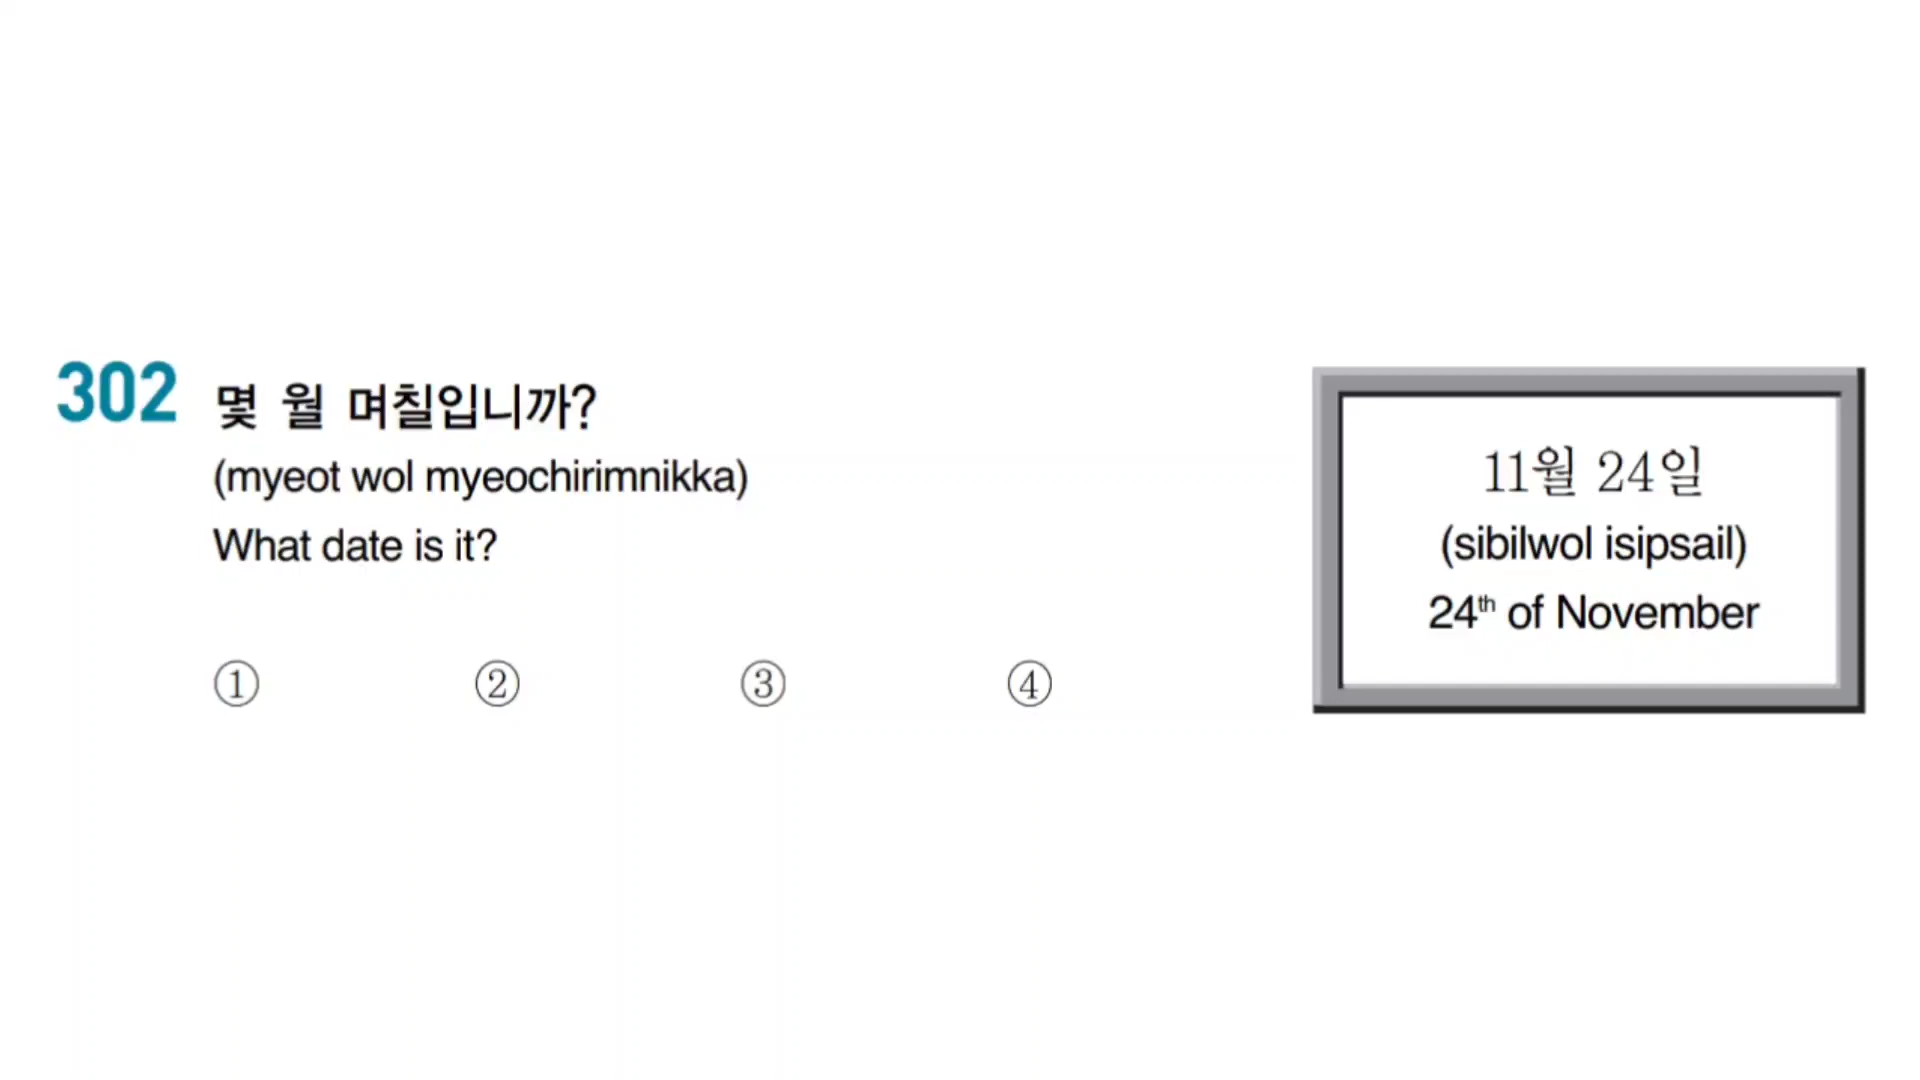 302 몇 월 며칠입니까?
(myeot wol myeochirimnikka)
What date is it?
① ② ③ ④
11월 24일
(sibilwol isipsail)
24th of November